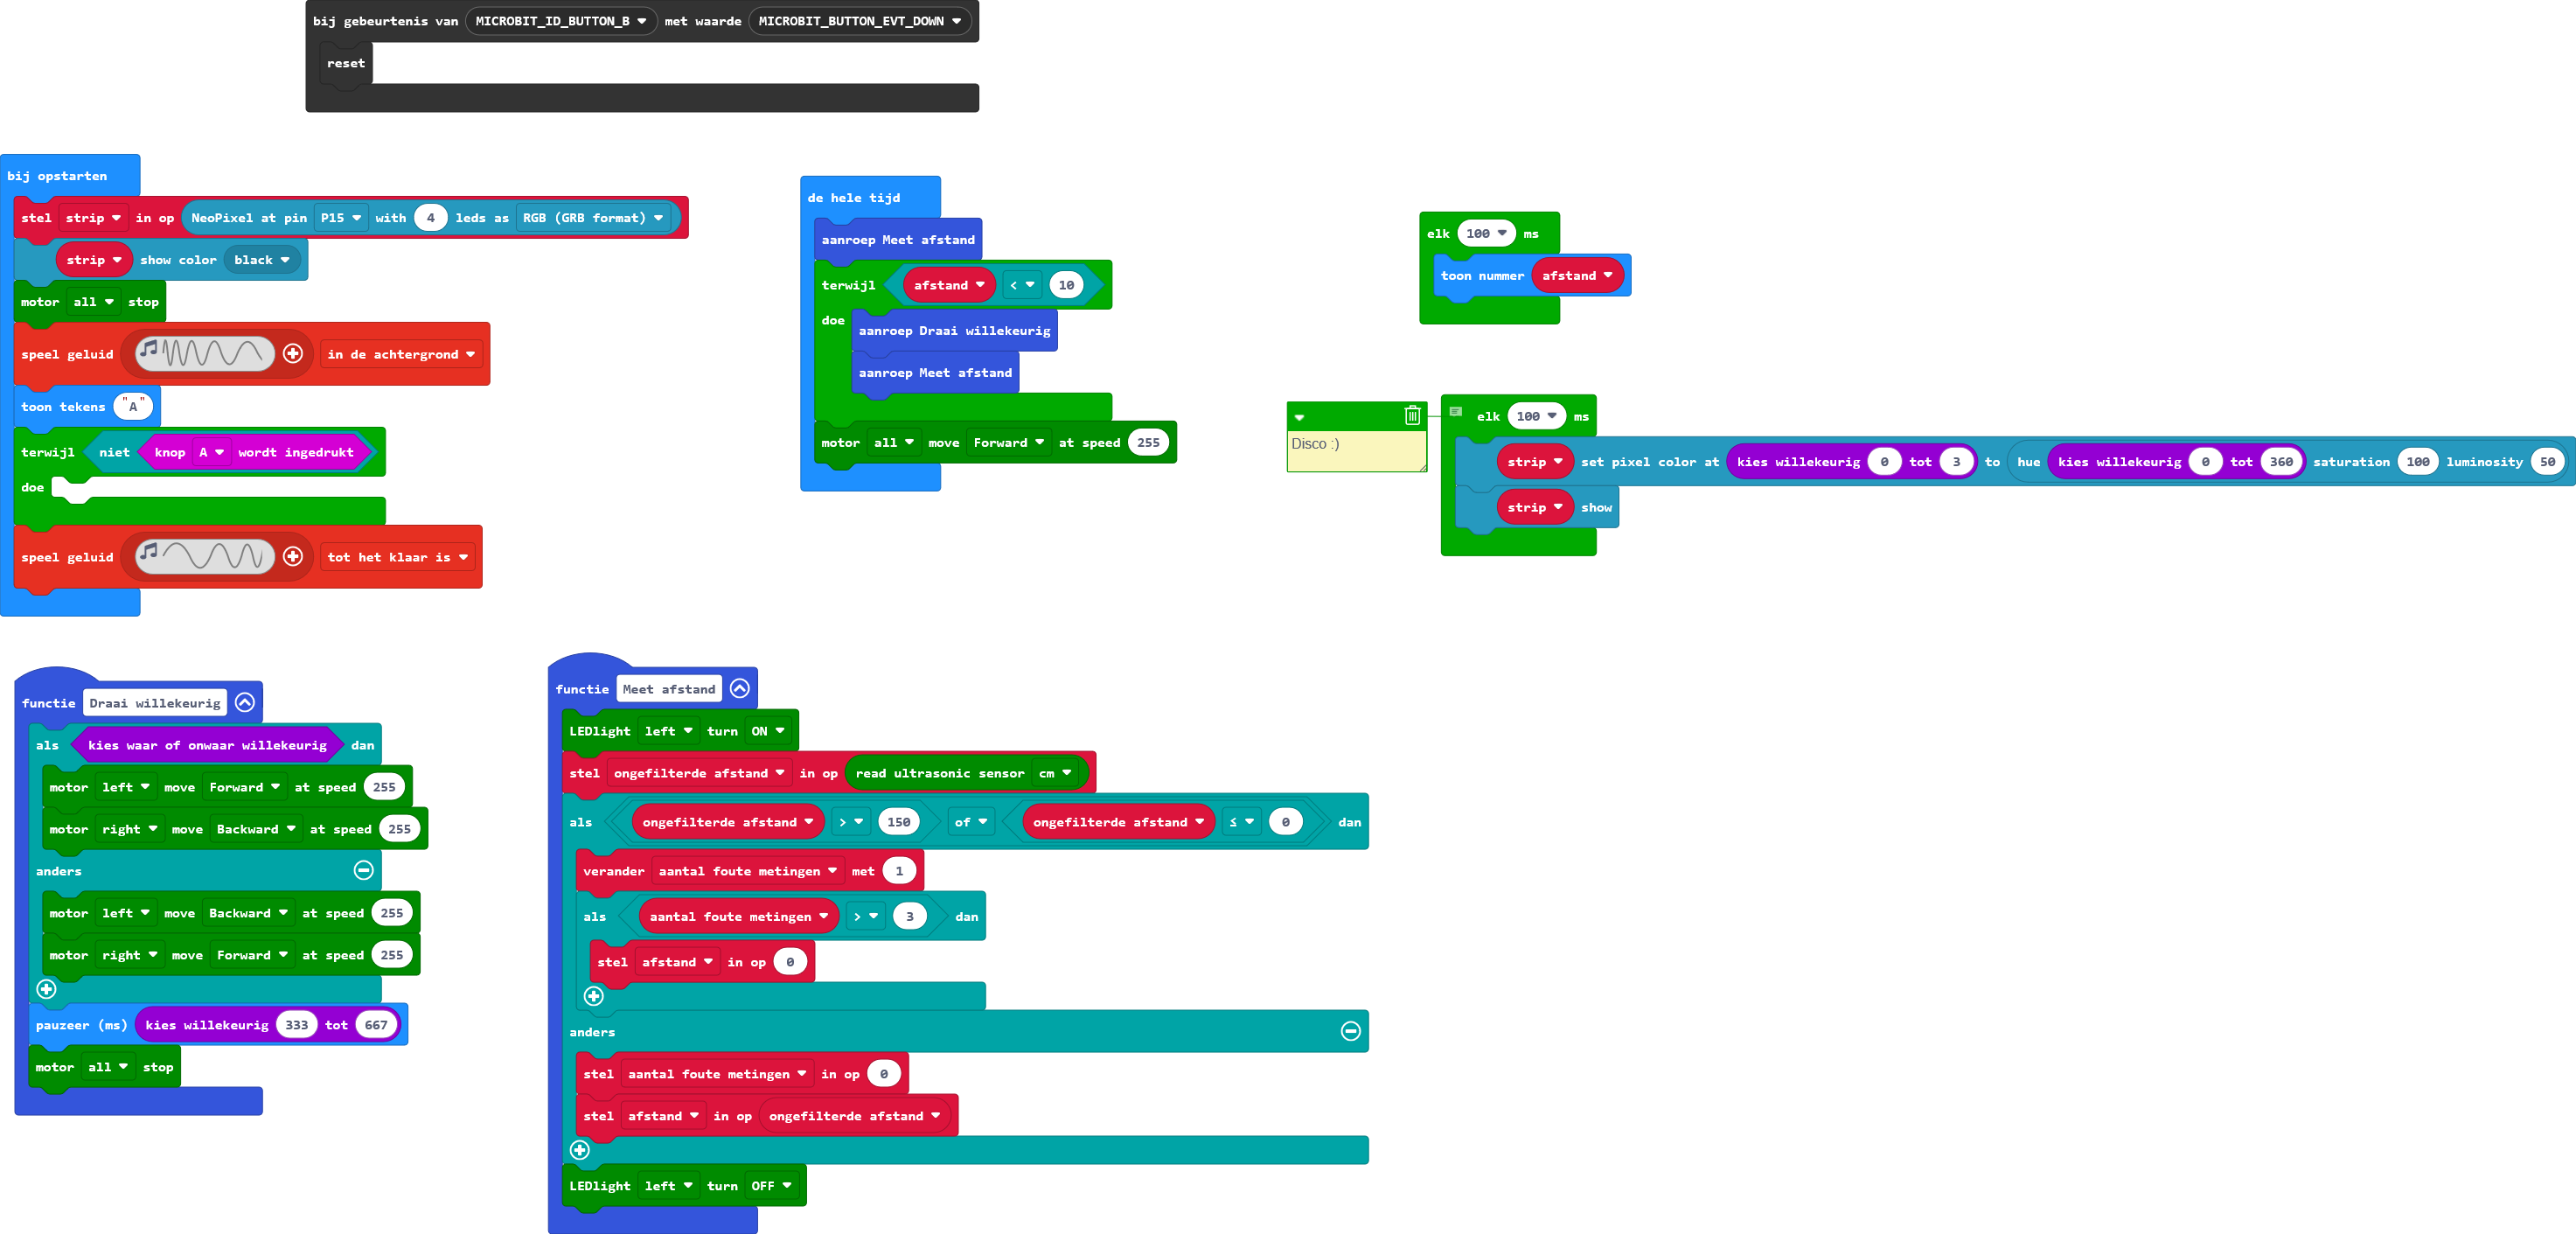 bij gebeurtenis van MICROBIT_ID_BUTTON_B met waarde MICROBIT_BUTTON_EVT_DOWN
reset
bij opstarten
stel strip in op NeoPixel at pin P15 with 4 leds as RGB (GRB format)
strip show color black
motor all stop
speel geluid in de achtergrond
toon tekens "A"
terwijl niet knop A wordt ingedrukt
doe
speel geluid tot het klaar is
de hele tijd
aanroep Meet afstand
terwijl afstand < 10
doe aanroep Draai willekeurig
aanroep Meet afstand
motor all move Forward at speed 255
elk 100 ms
toon nummer afstand
Disco :)
elk 100 ms
strip set pixel color at kies willekeurig 0 tot 3 to hue kies willekeurig 0 tot 360 saturation 100 luminosity 50
strip show
functie Draai willekeurig
als kies waar of onwaar willekeurig dan
motor left move Forward at speed 255
motor right move Backward at speed 255
anders
motor left move Backward at speed 255
motor right move Forward at speed 255
pauzeer (ms) kies willekeurig 333 tot 667
motor all stop
functie Meet afstand
LEDlight left turn ON
stel ongefilterde afstand in op read ultrasonic sensor cm
als ongefilterde afstand > 150 of ongefilterde afstand ≤ 0 dan
verander aantal foute metingen met 1
als aantal foute metingen > 3 dan
stel afstand in op 0
anders
stel aantal foute metingen in op 0
stel afstand in op ongefilterde afstand
LEDlight left turn OFF